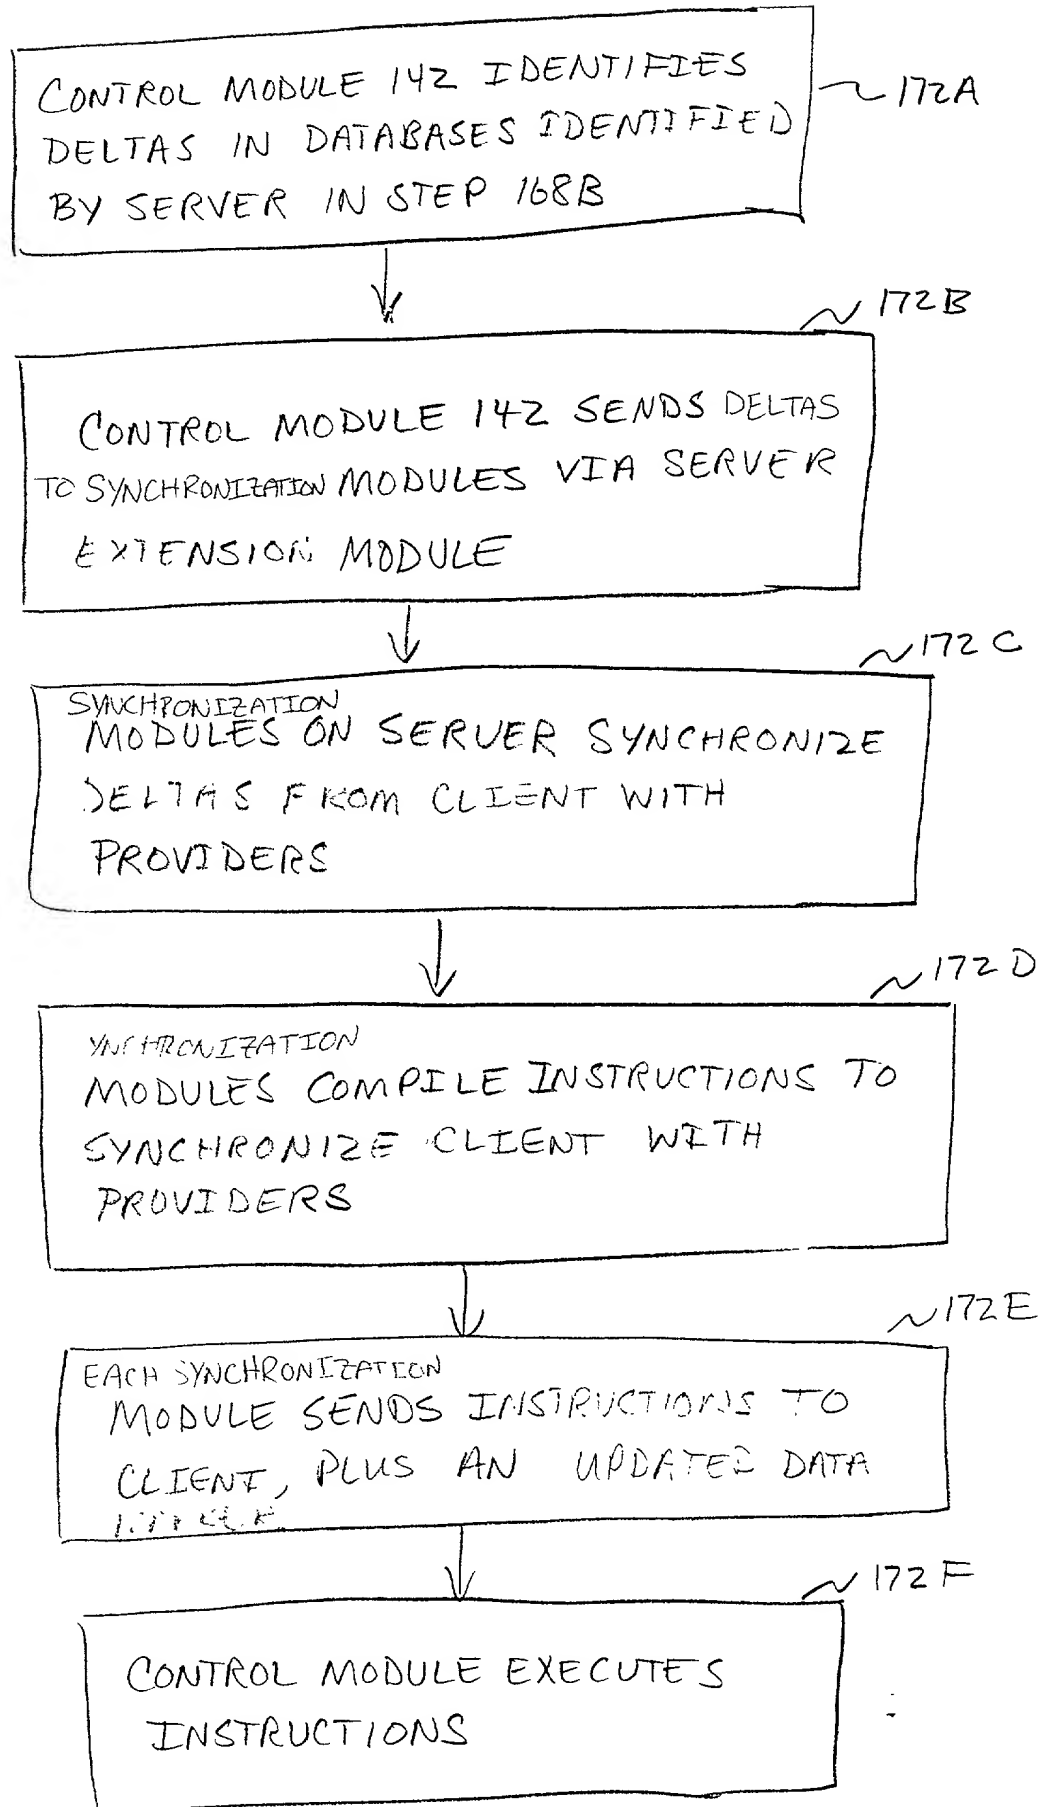 CONTROL MODULE 142 IDENTIFIES
DELTAS IN DATABASES IDENTIFIED
BY SERVER IN STEP 168B
172A
172B
CONTROL MODULE 142 SENDS DELTAS
TO SYNCHRONIZATION MODULES VIA SERVER
EXTENSION MODULE
172C
SYNCHRONIZATION
MODULES ON SERVER SYNCHRONIZE
DELTAS FROM CLIENT WITH
PROVIDERS
172D
YNCHRONIZATION
MODULES COMPILE INSTRUCTIONS TO
SYNCHRONIZE CLIENT WITH
PROVIDERS
172E
EACH SYNCHRONIZATION
MODULE SENDS INSTRUCTIONS TO
CLIENT, PLUS AN UPDATED DATA
172F
CONTROL MODULE EXECUTES
INSTRUCTIONS